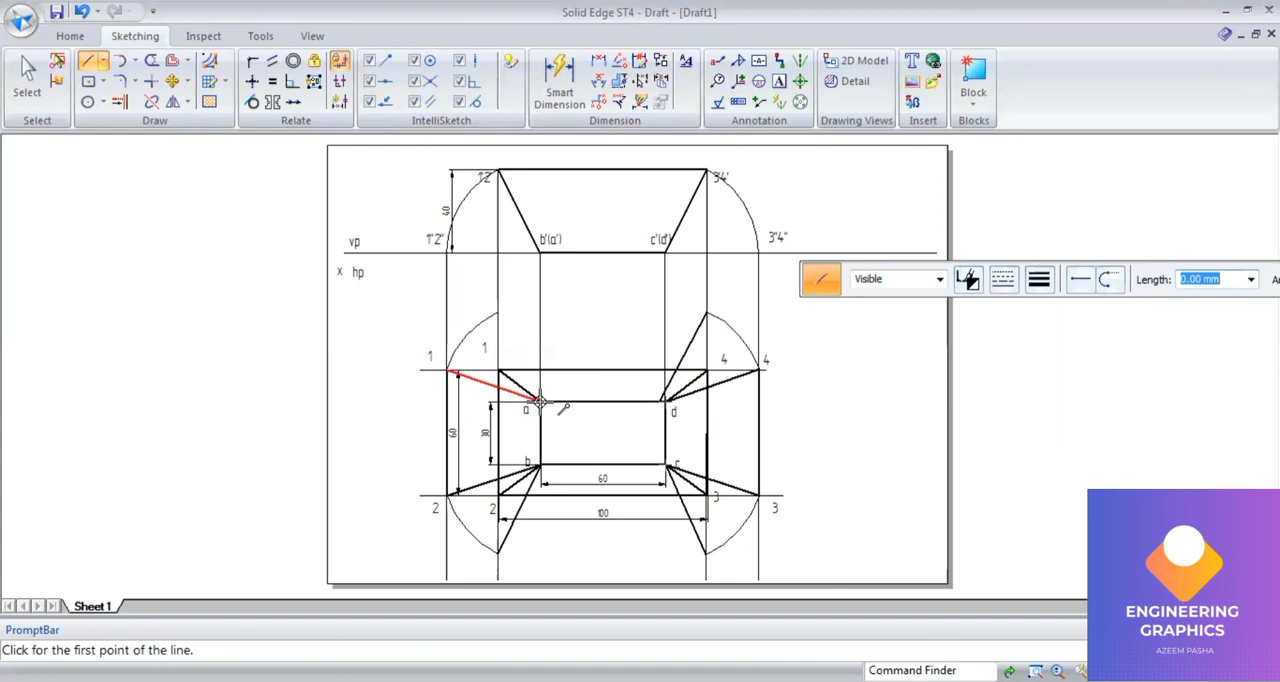 Solid Edge ST4 - Draft - [Draft1]
Home Sketching Inspect Tools View
Select
Smart Dimension
2D Model
Detail
Block
Select Draw Relate IntelliSketch Dimension Annotation Drawing Views Insert Blocks
Visible Length: 0.00 mm
1'2' 3'4'
40
vp 1"2" b'(a') c'(d') 3"4"
x hp
1 1 4 4
a d
60 30
b c
60
2 2 3 3
100
Sheet1
PromptBar
Click for the first point of the line.
Command Finder
ENGINEERING
GRAPHICS
AZEEM PASHA